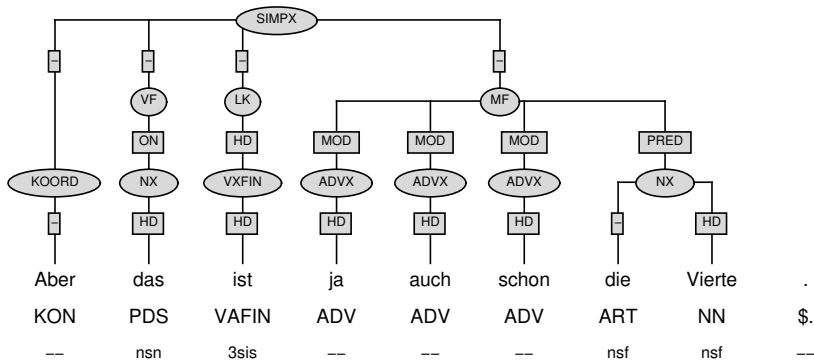 SIMPX
– – – –
VF LK MF
ON HD MOD MOD MOD PRED
KOORD NX VXFIN ADVX ADVX ADVX NX
– HD HD HD HD HD – HD
Aber das ist ja auch schon die Vierte .
KON PDS VAFIN ADV ADV ADV ART NN $.
–– nsn 3sis –– –– –– nsf nsf ––